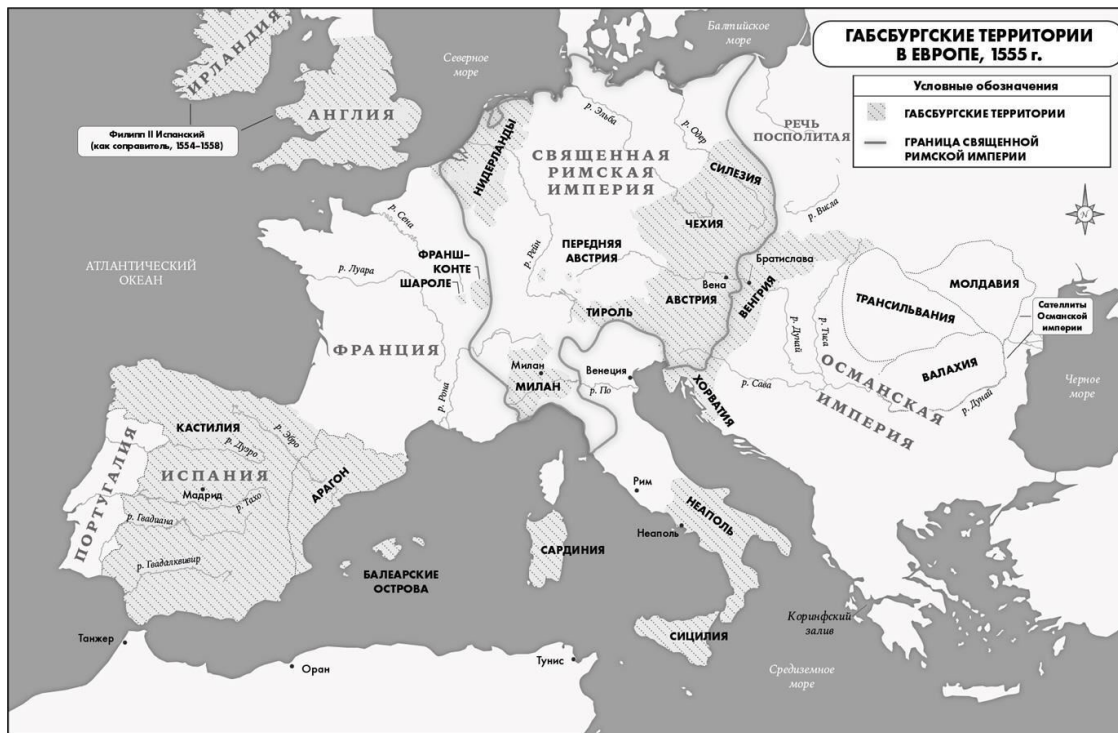 ГАБСБУРГСКИЕ ТЕРРИТОРИИ
В ЕВРОПЕ, 1555 г.
Условные обозначения
ГАБСБУРГСКИЕ ТЕРРИТОРИИ
ГРАНИЦА СВЯЩЕННОЙ
РИМСКОЙ ИМПЕРИИ
Балтийское
море
Северное
море
ИРЛАНДИЯ
АНГЛИЯ
Филипп II Испанский
(как соправитель, 1554–1558)
НИДЕРЛАНДЫ
р. Эльба
р. Одер
РЕЧЬ
ПОСПОЛИТАЯ
СВЯЩЕННАЯ
РИМСКАЯ
ИМПЕРИЯ
СИЛЕЗИЯ
р. Висла
N
р. Сена
ЧЕХИЯ
р. Рейн
ПЕРЕДНЯЯ
АВСТРИЯ
Братислава
АТЛАНТИЧЕСКИЙ
ОКЕАН
р. Луара
ФРАНШ–
КОНТЕ
ШАРОЛЕ
Вена
АВСТРИЯ
ВЕНГРИЯ
МОЛДАВИЯ
ТРАНСИЛЬВАНИЯ
Сателлиты
Османской
империи
ТИРОЛЬ
р. Дунай
р. Тиса
ФРАНЦИЯ
Милан
МИЛАН
Венеция
р. По
р. Рона
ХОРВАТИЯ
р. Сава
ОСМАНСКАЯ
ИМПЕРИЯ
ВАЛАХИЯ
р. Дунай
Черное
море
КАСТИЛИЯ
р. Дуэро
р. Эбро
ПОРТУГАЛИЯ
ИСПАНИЯ
Мадрид
р. Тахо
АРАГОН
р. Гвадиана
р. Гвадалквивир
Рим
НЕАПОЛЬ
Неаполь
САРДИНИЯ
БАЛЕАРСКИЕ
ОСТРОВА
Коринфский
залив
СИЦИЛИЯ
Танжер
Оран
Тунис
Средиземное
море